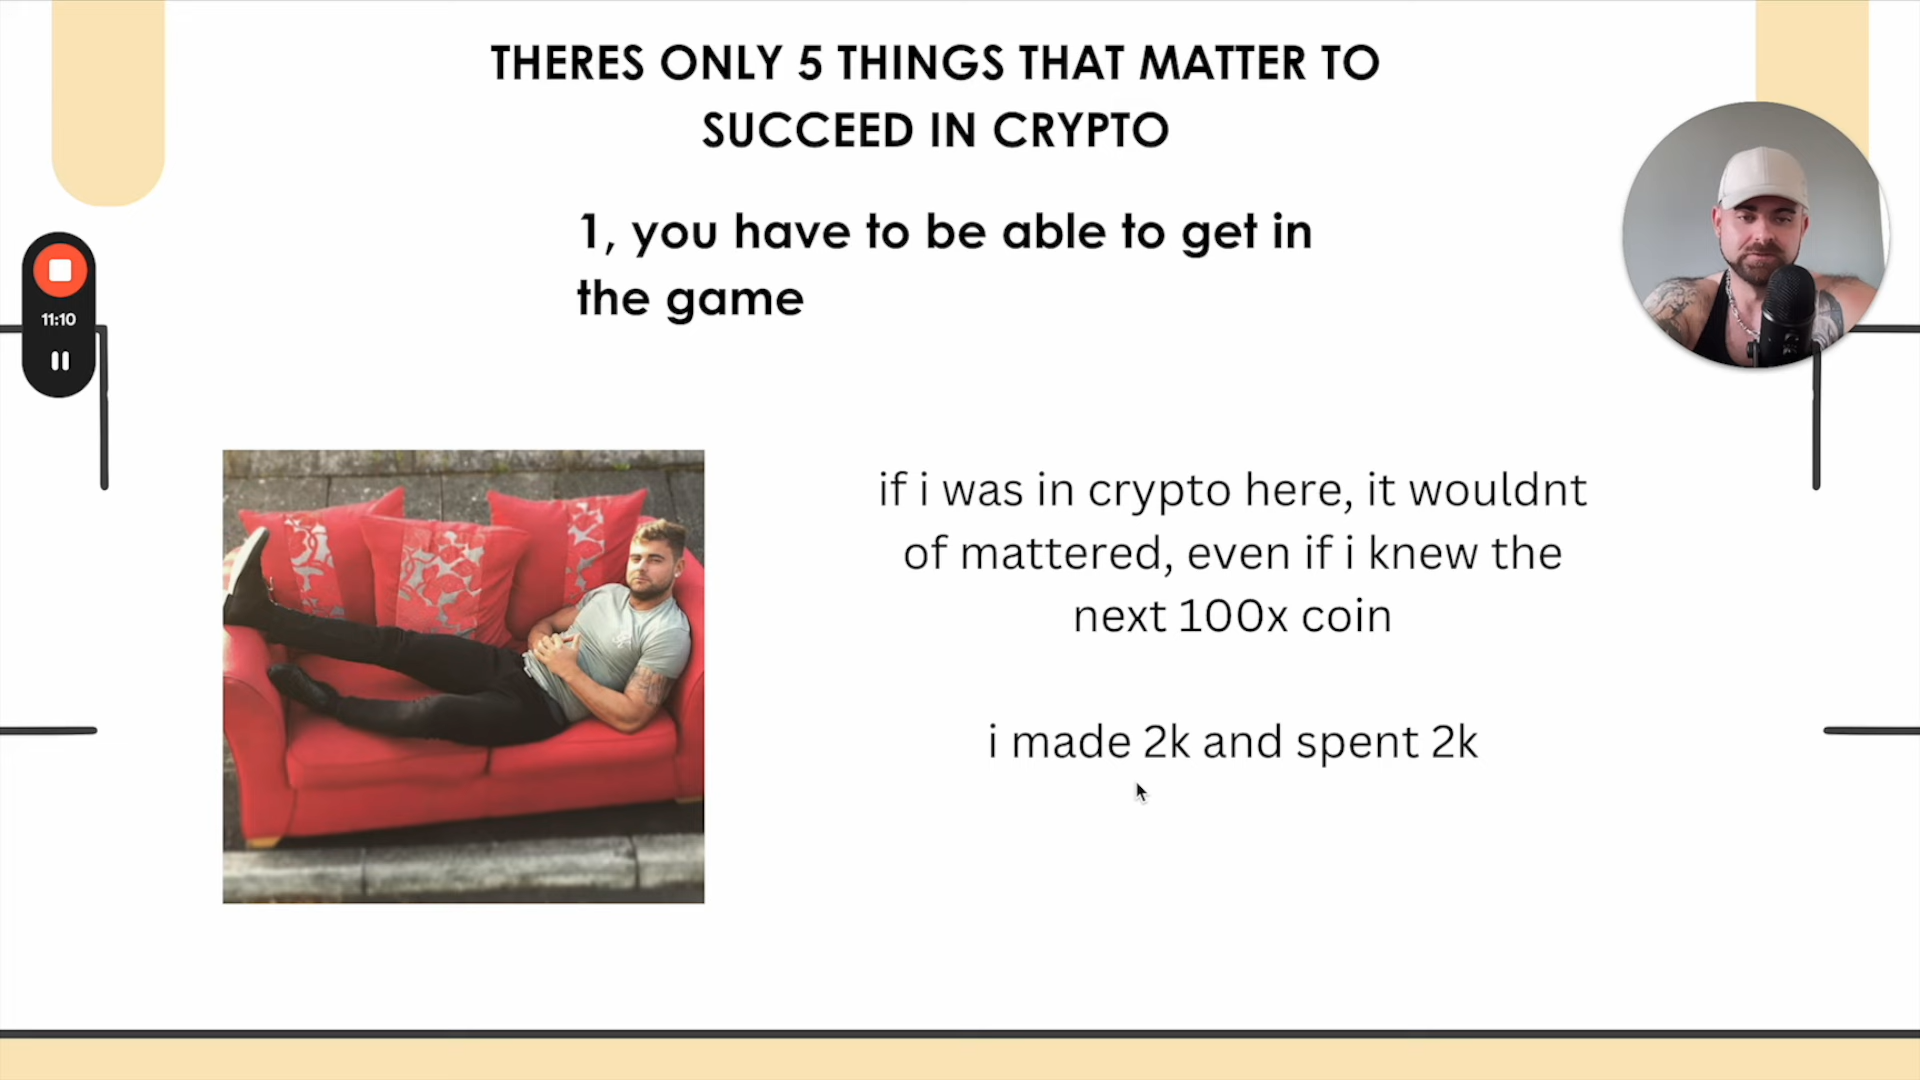 THERES ONLY 5 THINGS THAT MATTER TO
SUCCEED IN CRYPTO
1, you have to be able to get in
the game
11:10
if i was in crypto here, it wouldnt
of mattered, even if i knew the
next 100x coin
i made 2k and spent 2k